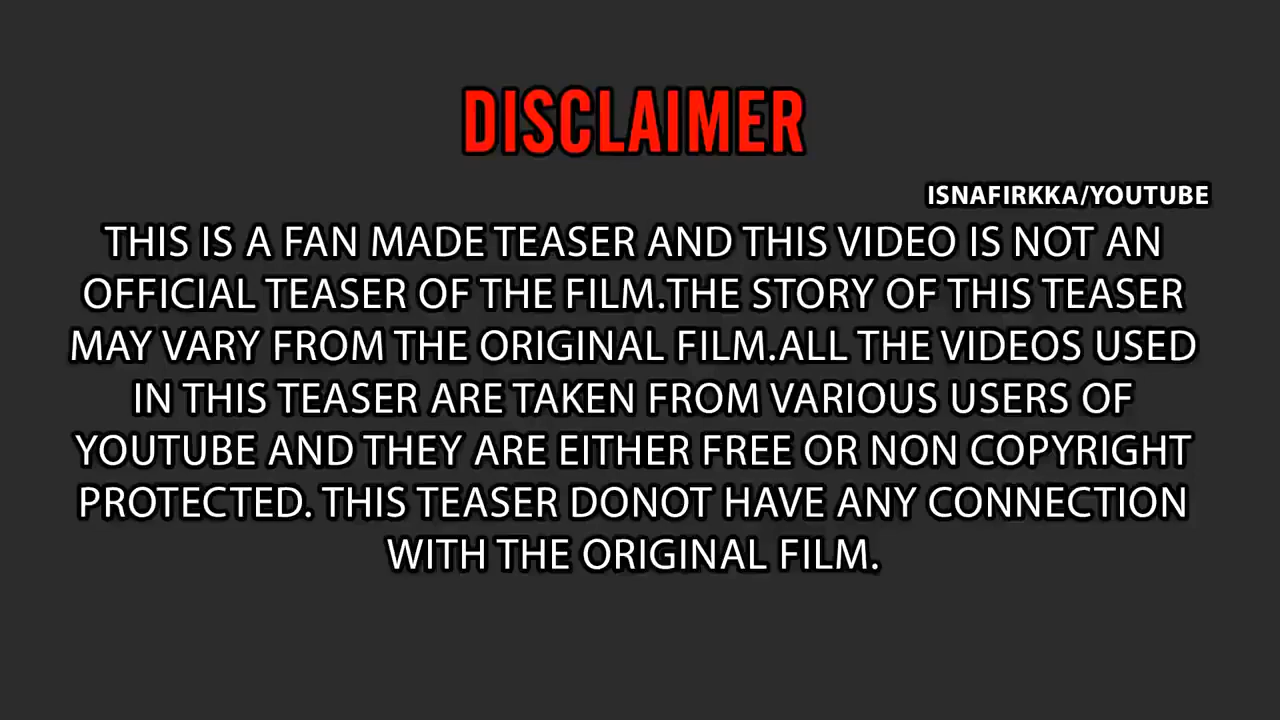 DISCLAIMER
ISNAFIRKKA/YOUTUBE
THIS IS A FAN MADE TEASER AND THIS VIDEO IS NOT AN
OFFICIAL TEASER OF THE FILM.THE STORY OF THIS TEASER
MAY VARY FROM THE ORIGINAL FILM.ALL THE VIDEOS USED
IN THIS TEASER ARE TAKEN FROM VARIOUS USERS OF
YOUTUBE AND THEY ARE EITHER FREE OR NON COPYRIGHT
PROTECTED. THIS TEASER DONOT HAVE ANY CONNECTION
WITH THE ORIGINAL FILM.